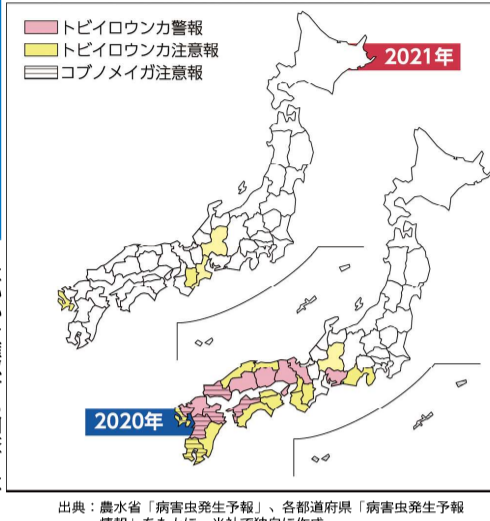 トビイロウンカ警報
トビイロウンカ注意報
コブノメイガ注意報
2021年
2020年
出典：農水省「病害虫発生予報」、各都道府県「病害虫発生予報